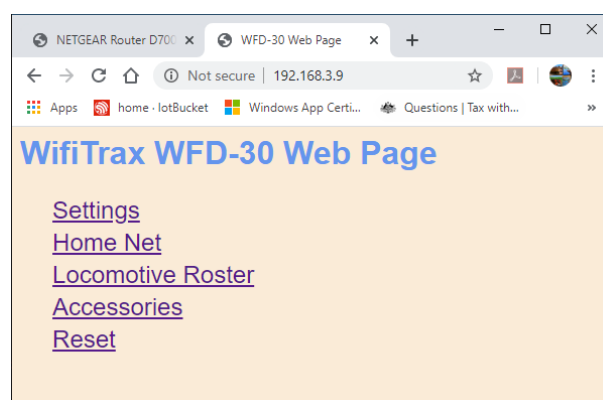 NETGEAR Router D700
WFD-30 Web Page
Not secure | 192.168.3.9
Apps
home - IotBucket
Windows App Certi...
Questions | Tax with...
WifiTrax WFD-30 Web Page
Settings
Home Net
Locomotive Roster
Accessories
Reset